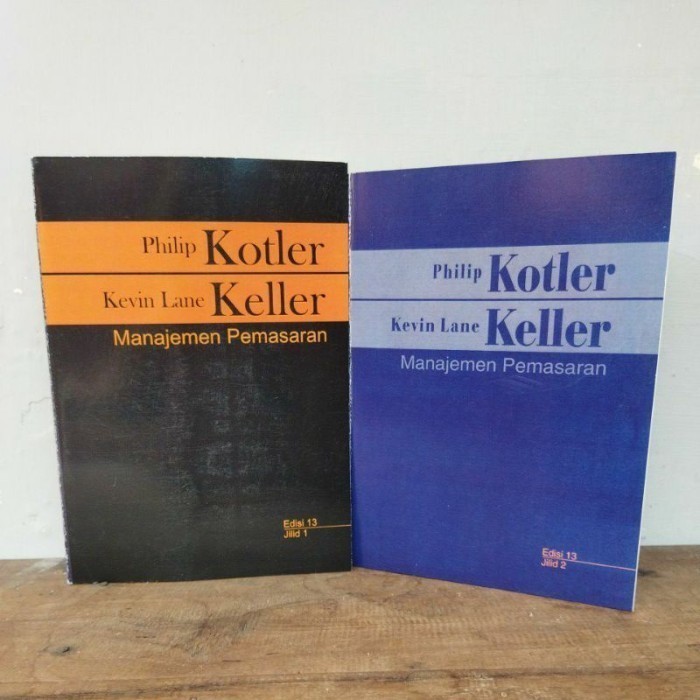 Philip Kotler
Kevin Lane Keller
Manajemen Pemasaran
Edisi 13
Jilid 1
Philip Kotler
Kevin Lane Keller
Manajemen Pemasaran
Edisi 13
Jilid 2